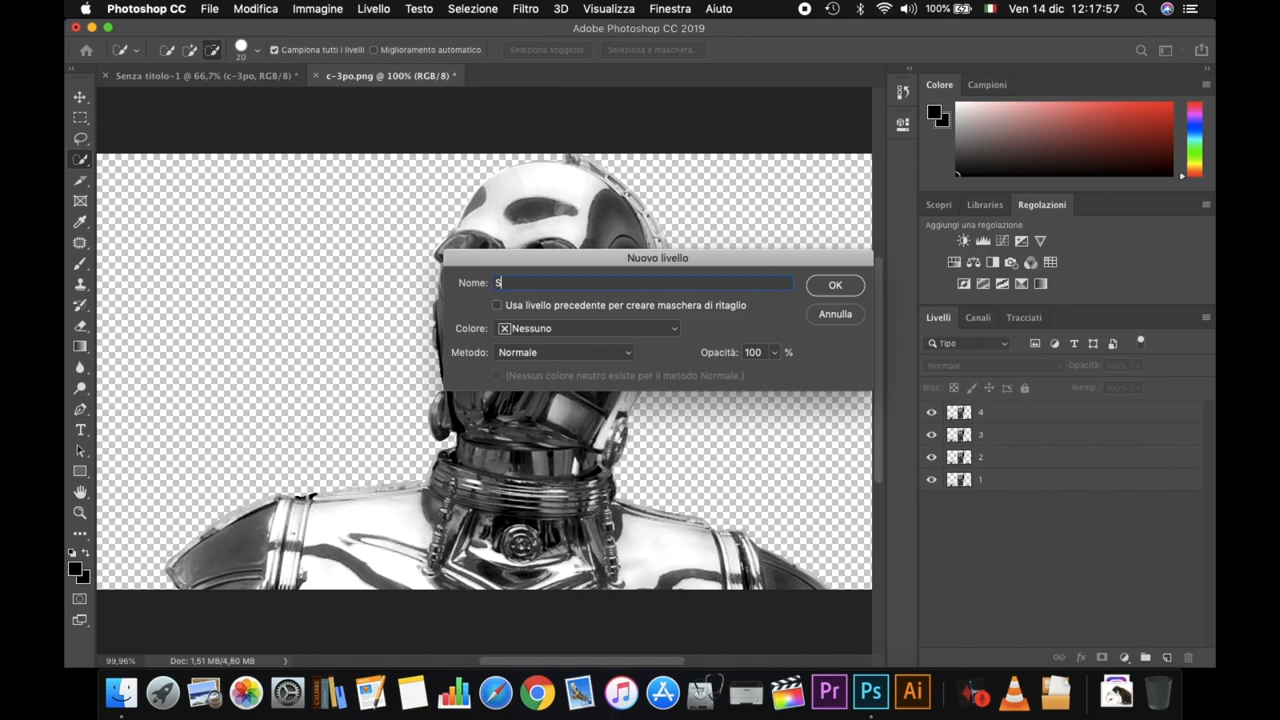 Photoshop CC File Modifica Immagine Livello Testo Selezione Filtro 3D Visualizza Finestra Aiuto 100% Ven 14 dic 12:17:57
Adobe Photoshop CC 2019
20 Campiona tutti i livelli Miglioramento automatico Seleziona soggetto Seleziona e maschera...
Senza titolo-1 @ 66,7% (c-3po, RGB/8) * c-3po.png @ 100% (RGB/8) *
Colore Campioni
Scopri Libraries Regolazioni
Aggiungi una regolazione
Nuovo livello
Nome: S
OK
Usa livello precedente per creare maschera di ritaglio
Annulla
Colore: Nessuno
Metodo: Normale Opacità: 100 %
(Nessun colore neutro esiste per il metodo Normale.)
Livelli Canali Tracciati
Tipo
Normale Opacità: 100%
Bloc.: Riemp.: 100%
4
3
2
1
99,96% Doc: 1,51 MB/4,80 MB
Pr Ps Ai